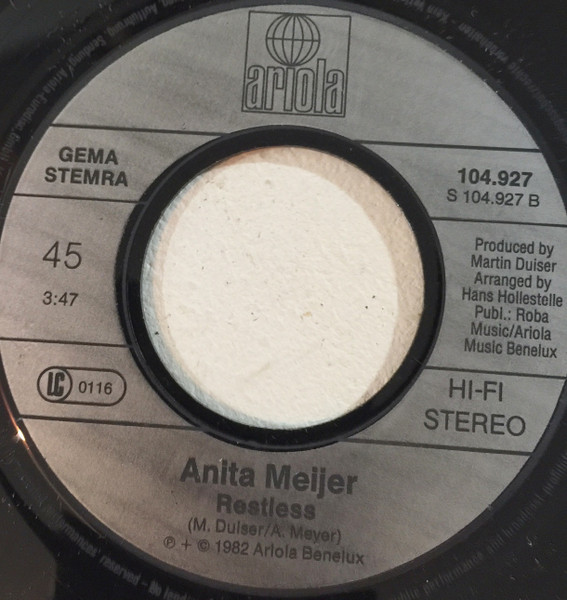 ariola
GEMA
STEMRA
104.927
S 104.927 B
45
3:47
Produced by
Martin Duiser
Arranged by
Hans Hollestelle
Publ.: Roba
Music/Ariola
Music Benelux
LC 0116
HI-FI
STEREO
Anita Meijer
Restless
(M. Duiser/A. Meyer)
℗ + © 1982 Ariola Benelux